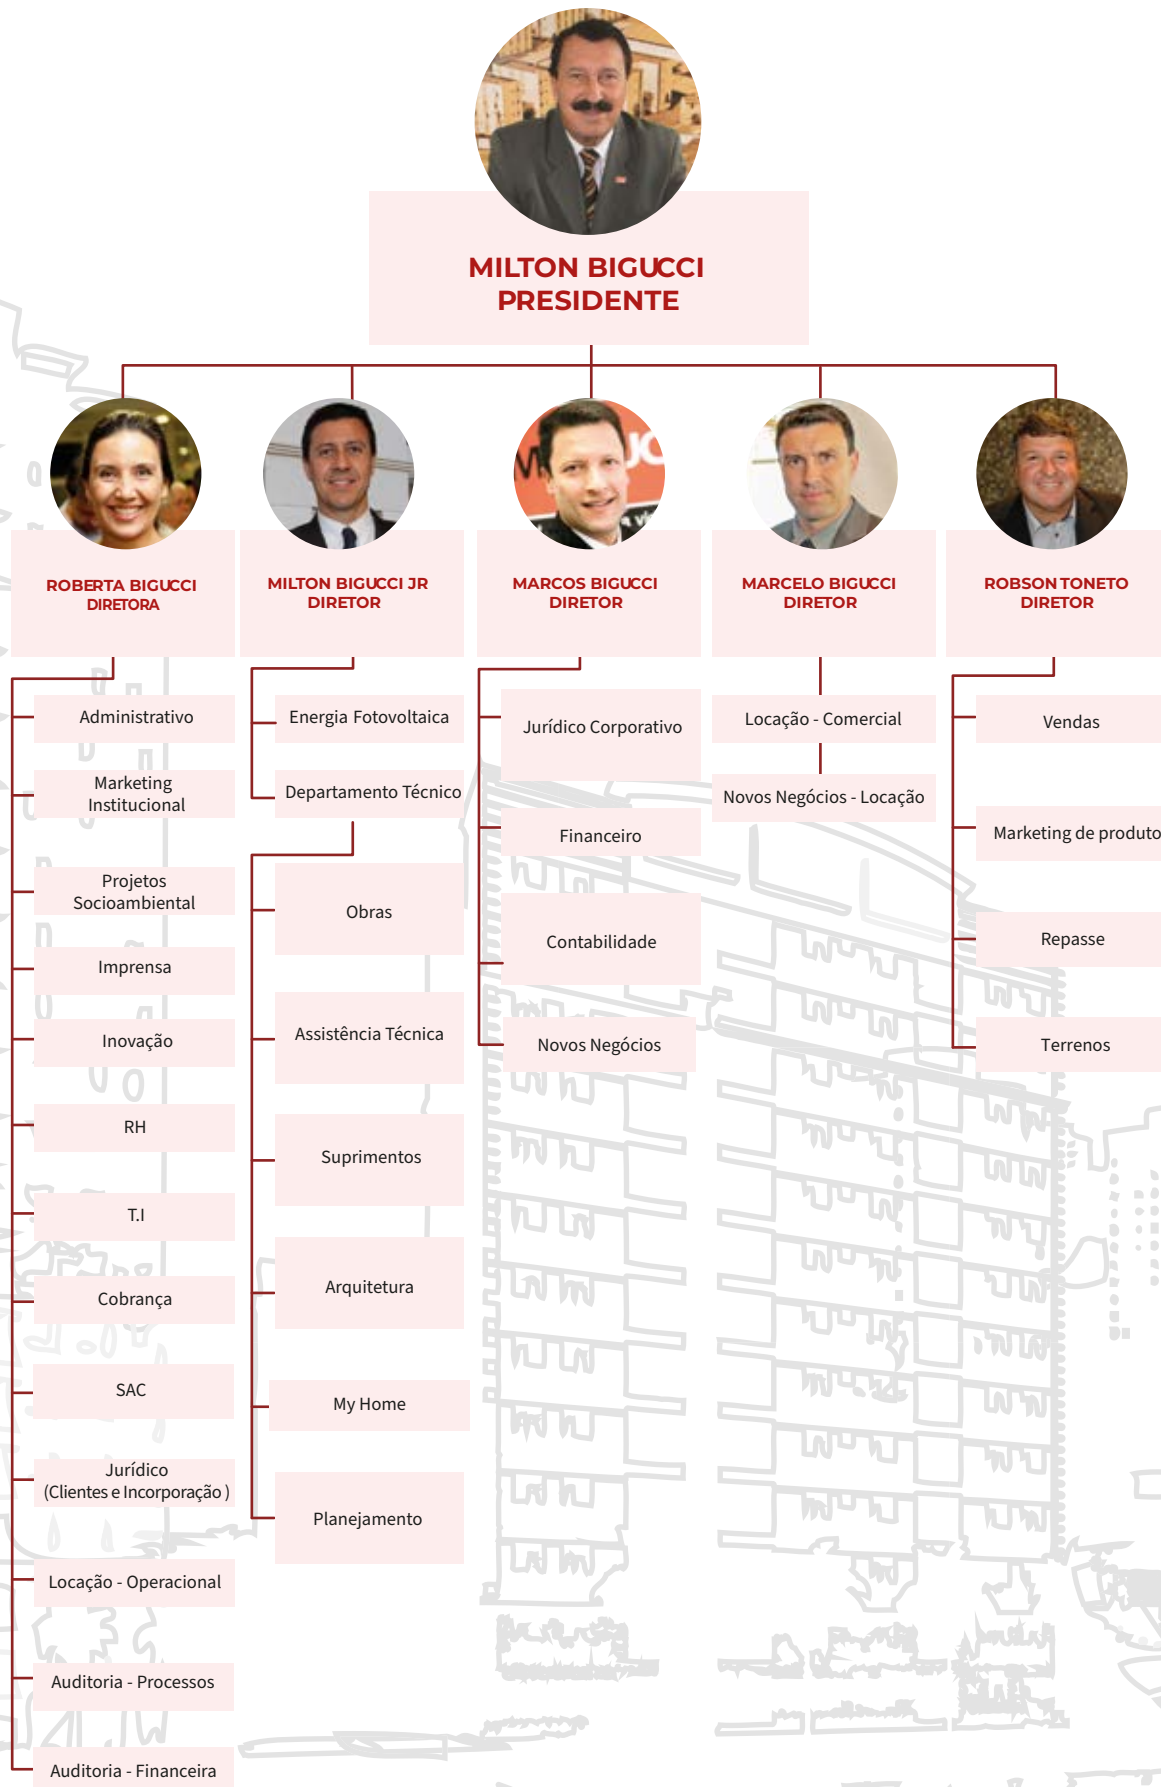 MILTON BIGUCCI
PRESIDENTE
ROBERTA BIGUCCI
DIRETORA
MILTON BIGUCCI JR
DIRETOR
MARCOS BIGUCCI
DIRETOR
MARCELO BIGUCCI
DIRETOR
ROBSON TONETO
DIRETOR
Administrativo
Marketing
Institucional
Projetos
Socioambiental
Imprensa
Inovação
RH
T.I
Cobrança
SAC
Jurídico
(Clientes e Incorporação )
Locação - Operacional
Auditoria - Processos
Auditoria - Financeira
Energia Fotovoltaica
Departamento Técnico
Obras
Assistência Técnica
Suprimentos
Arquitetura
My Home
Planejamento
Jurídico Corporativo
Financeiro
Contabilidade
Novos Negócios
Locação - Comercial
Novos Negócios - Locação
Vendas
Marketing de produto
Repasse
Terrenos